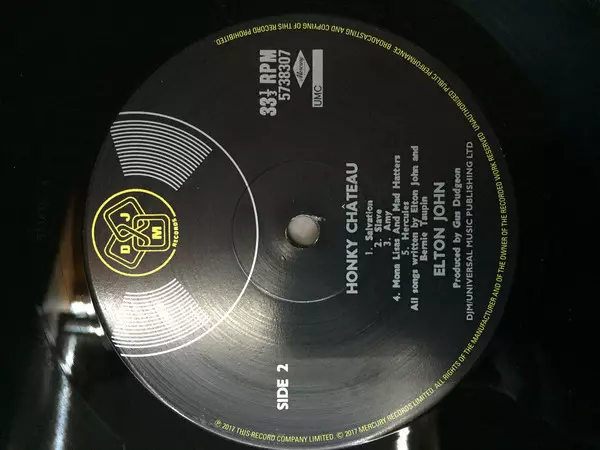 D J M
RECORDS
33⅓ RPM
5738307
UMC
SIDE 2
HONKY CHÂTEAU
1. Salvation
2. Slave
3. Amy
4. Mona Lisas And Mad Hatters
5. Hercules
All songs written by Elton John and
Bernie Taupin
ELTON JOHN
Produced by Gus Dudgeon
DJM/UNIVERSAL MUSIC PUBLISHING LTD
℗ 2017 THIS RECORD COMPANY LIMITED. © 2017 MERCURY RECORDS LIMITED. ALL RIGHTS OF THE MANUFACTURER AND OF THE OWNER OF THE RECORDED WORK RESERVED. UNAUTHORISED PUBLIC PERFORMANCE, BROADCASTING AND COPYING OF THIS RECORD PROHIBITED.